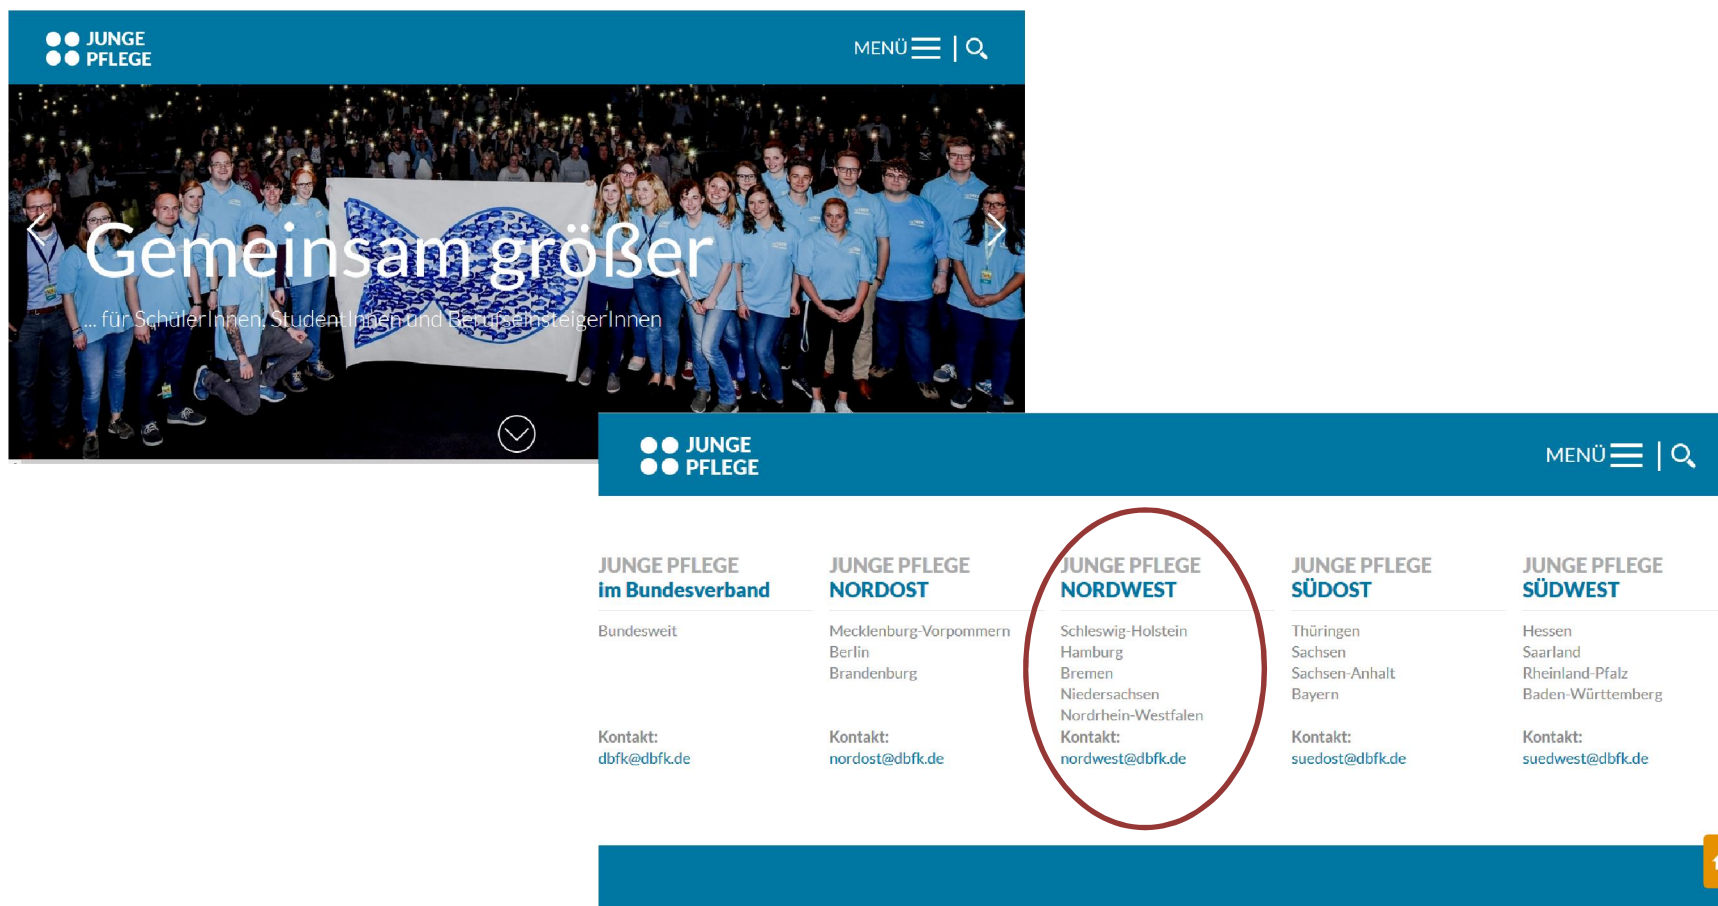 JUNGE
PFLEGE
MENÜ
Gemeinsam größer
... für SchülerInnen, StudentInnen und BerufseinsteigerInnen
JUNGE
PFLEGE
MENÜ
JUNGE PFLEGE
im Bundesverband
Bundesweit
Kontakt:
dbfk@dbfk.de
JUNGE PFLEGE
NORDOST
Mecklenburg-Vorpommern
Berlin
Brandenburg
Kontakt:
nordost@dbfk.de
JUNGE PFLEGE
NORDWEST
Schleswig-Holstein
Hamburg
Bremen
Niedersachsen
Nordrhein-Westfalen
Kontakt:
nordwest@dbfk.de
JUNGE PFLEGE
SÜDOST
Thüringen
Sachsen
Sachsen-Anhalt
Bayern
Kontakt:
suedost@dbfk.de
JUNGE PFLEGE
SÜDWEST
Hessen
Saarland
Rheinland-Pfalz
Baden-Württemberg
Kontakt:
suedwest@dbfk.de